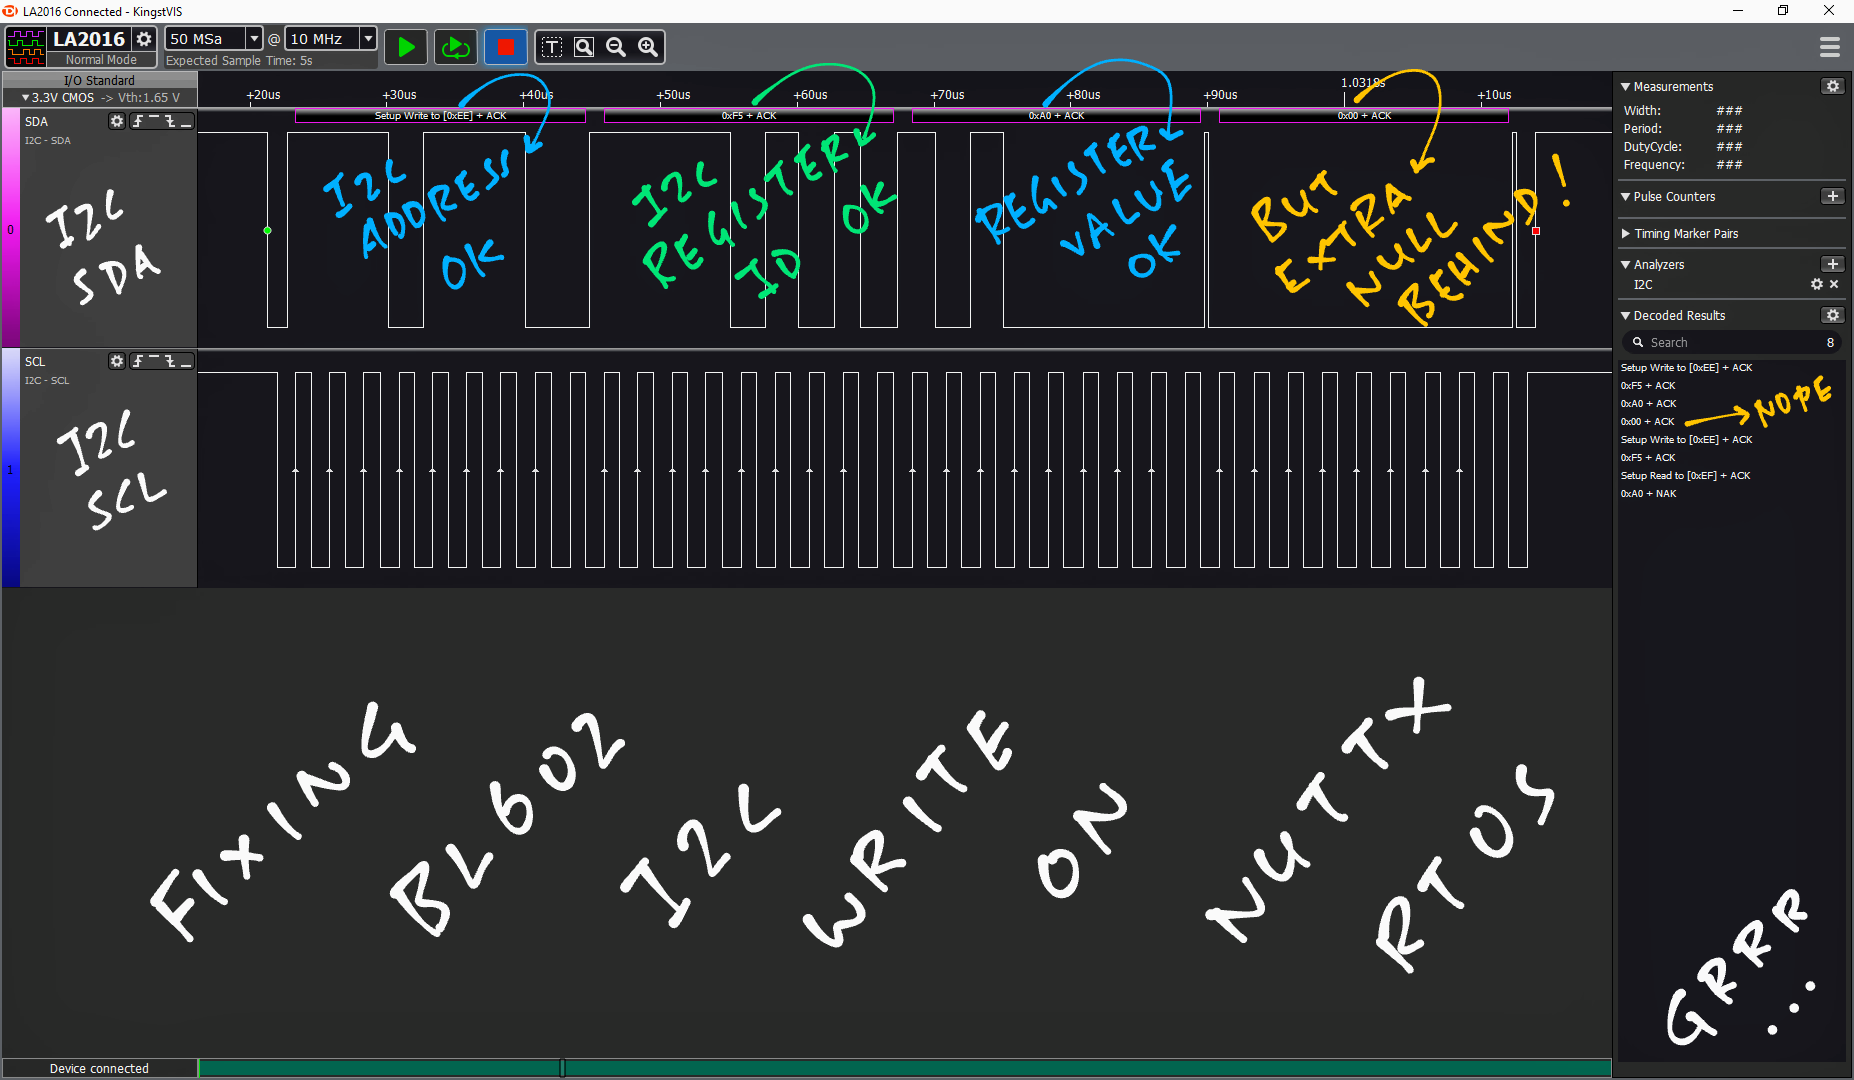 LA2016 Connected - KingstVIS
LA2016
Normal Mode
50 MSa
@
10 MHz
Expected Sample Time: 5s
T
I/O Standard
3.3V CMOS -> Vth:1.65 V
+20us
+30us
+40us
+50us
+60us
+70us
+80us
+90us
1.0318s
+10us
SDA
I2C - SDA
0
I2C
SDA
Setup Write to [0xEE] + ACK
0xF5 + ACK
0xA0 + ACK
0x00 + ACK
I2C
ADDRESS
OK
I2C
REGISTER
ID OK
REGISTER
VALUE
OK
BUT
EXTRA
NULL
BEHIND!
SCL
I2C - SCL
1
I2C
SCL
Measurements
Width: ###
Period: ###
DutyCycle: ###
Frequency: ###
Pulse Counters
Timing Marker Pairs
Analyzers
I2C
Decoded Results
Search 8
Setup Write to [0xEE] + ACK
0xF5 + ACK
0xA0 + ACK
0x00 + ACK
NOPE
Setup Write to [0xEE] + ACK
0xF5 + ACK
Setup Read to [0xEF] + ACK
0xA0 + NAK
FIXING
BL602
I2C
WRITE
ON
NUTTX
RTOS
GRRR
...
Device connected